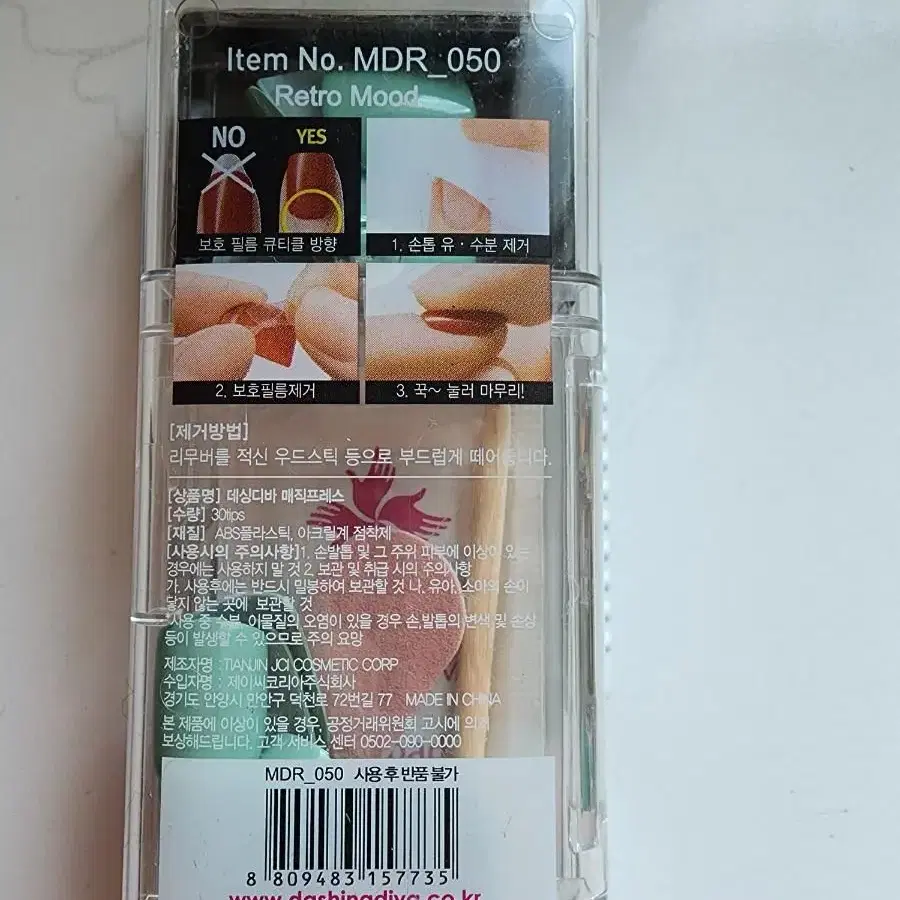 Item No. MDR_050
Retro Mood
NO YES
보호 필름 큐티클 방향
1. 손톱 유·수분 제거
2. 보호필름제거
3. 꾹~ 눌러 마무리!
[제거방법]
리무버를 적신 우드스틱 등으로 부드럽게 떼어냅니다.
[상품명] 데싱디바 매직프레스
[수량] 30tips
[재질] ABS플라스틱, 아크릴계 점착제
[사용시의 주의사항]1. 손발톱 및 그 주위 피부에 이상이 있는
경우에는 사용하지 말 것 2. 보관 및 취급 시의 주의사항
가. 사용후에는 반드시 밀봉하여 보관할 것 나. 유아, 소아의 손이
닿지 않는 곳에 보관할 것
사용 중 수분, 이물질의 오염이 있을 경우 손,발톱의 변색 및 손상
등이 발생할 수 있으므로 주의 요망
제조자명 : TIANJIN JCI COSMETIC CORP
수입자명 : 제이씨코리아주식회사
경기도 안양시 만안구 덕천로 72번길 77 MADE IN CHINA
본 제품에 이상이 있을 경우, 공정거래위원회 고시에 의거
보상해드립니다. 고객 서비스 센터 0502-090-0000
MDR_050 사용 후 반품 불가
8 809483 157735
www.dashingdiva.co.kr